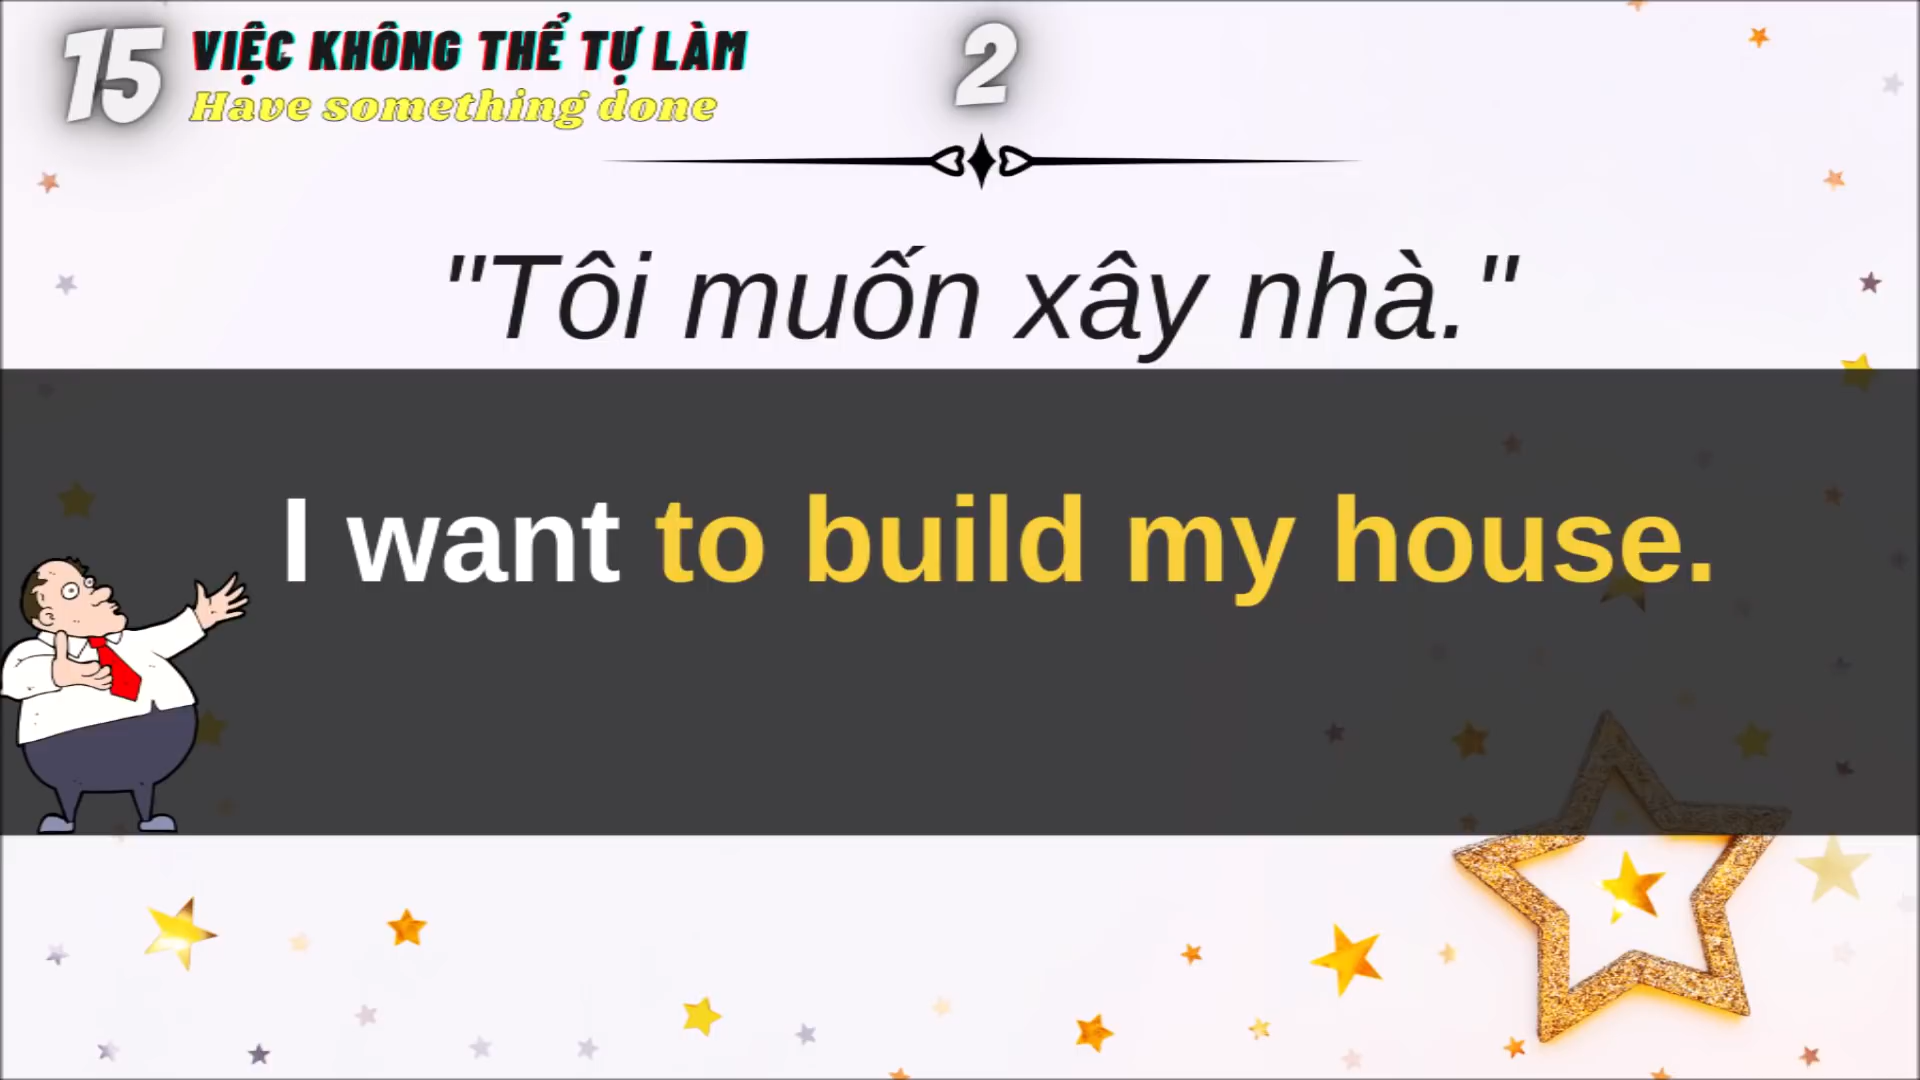 15 VIỆC KHÔNG THỂ TỰ LÀM
Have something done
2
"Tôi muốn xây nhà."
I want to build my house.